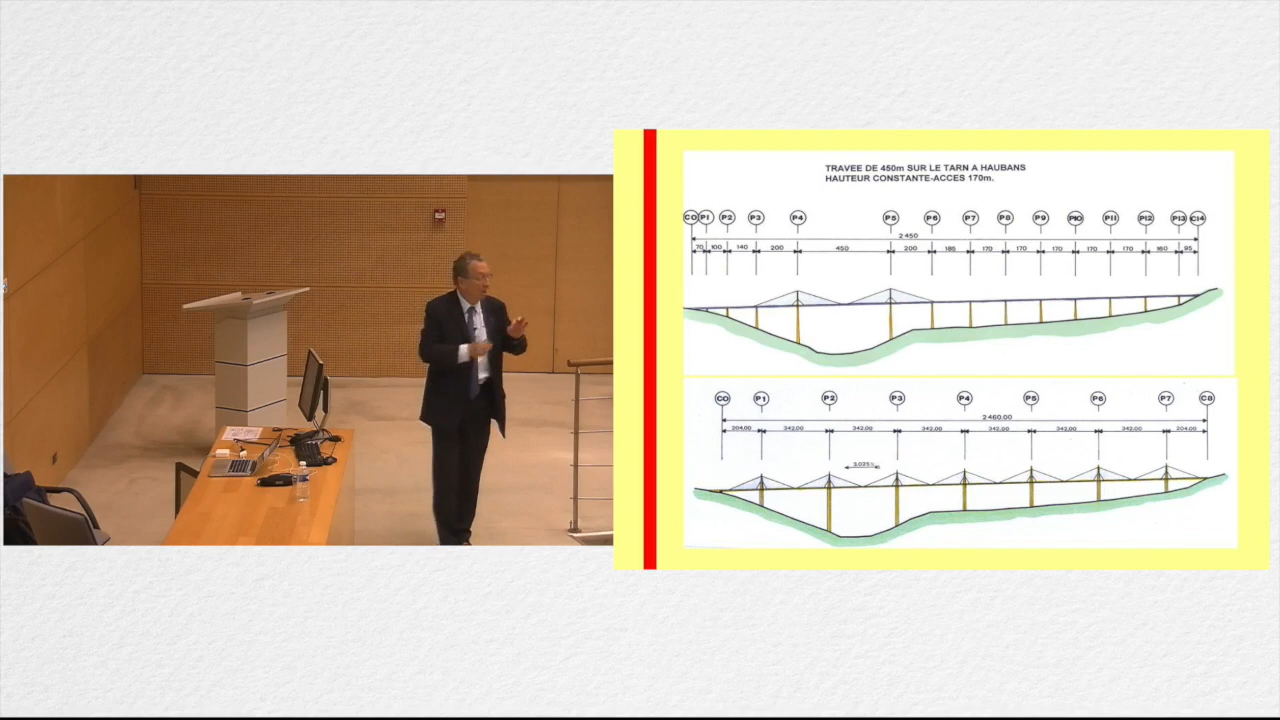 TRAVEE DE 450m SUR LE TARN A HAUBANS
HAUTEUR CONSTANTE-ACCES 170m.
C0 P1 P2 P3 P4 P5 P6 P7 P8 P9 P10 P11 P12 P13 C14
2 450
70 100 140 200 450 200 185 170 170 170 170 170 160 95
C0 P1 P2 P3 P4 P5 P6 P7 C8
2 460.00
204.00 342.00 342.00 342.00 342.00 342.00 342.00 204.00
3.025%